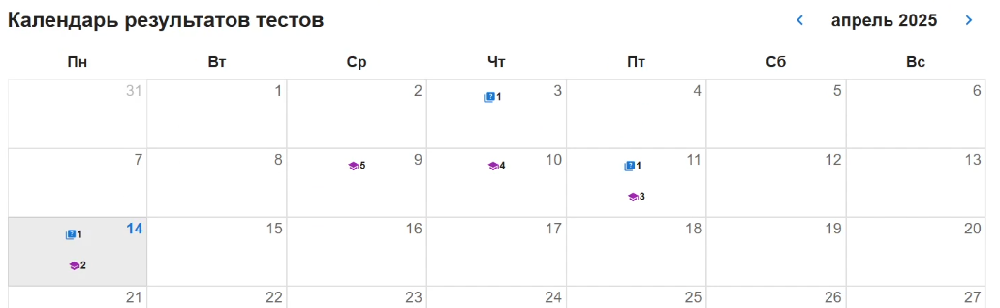 Календарь результатов тестов апрель 2025
Пн Вт Ср Чт Пт Сб Вс
31 1 2 3 4 5 6
1
7 8 9 10 11 12 13
5 4 1
3
14 15 16 17 18 19 20
1
2
21 22 23 24 25 26 27